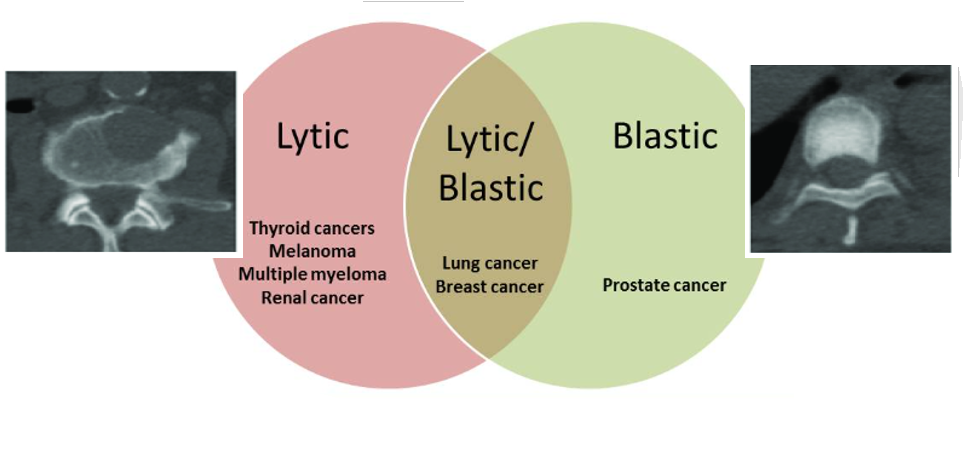 Lytic
Thyroid cancers
Melanoma
Multiple myeloma
Renal cancer
Lytic/
Blastic
Lung cancer
Breast cancer
Blastic
Prostate cancer